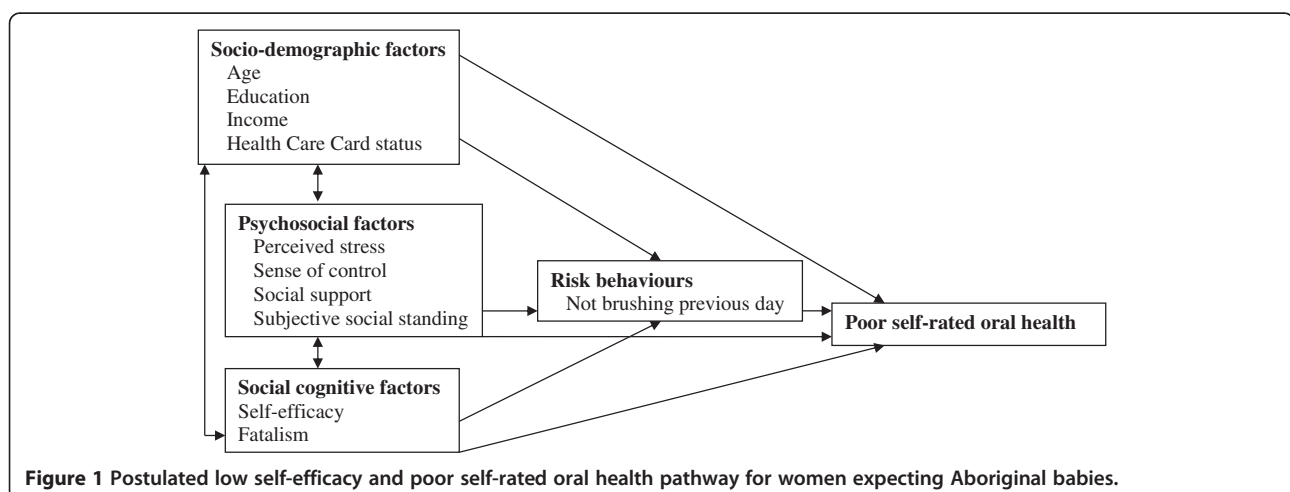 Socio-demographic factors
Age
Education
Income
Health Care Card status
Psychosocial factors
Perceived stress
Sense of control
Social support
Subjective social standing
Risk behaviours
Not brushing previous day
Poor self-rated oral health
Social cognitive factors
Self-efficacy
Fatalism
Figure 1 Postulated low self-efficacy and poor self-rated oral health pathway for women expecting Aboriginal babies.